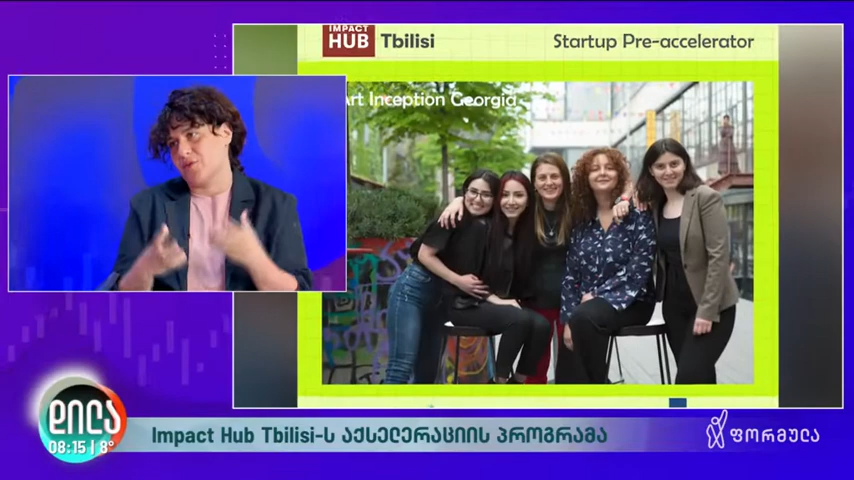 IMPACT
HUB Tbilisi
Startup Pre-accelerator
Art Inception Georgia
დილა
08:15 | 8°
Impact Hub Tbilisi-ს აქსელერაციის პროგრამა
ფორმულა